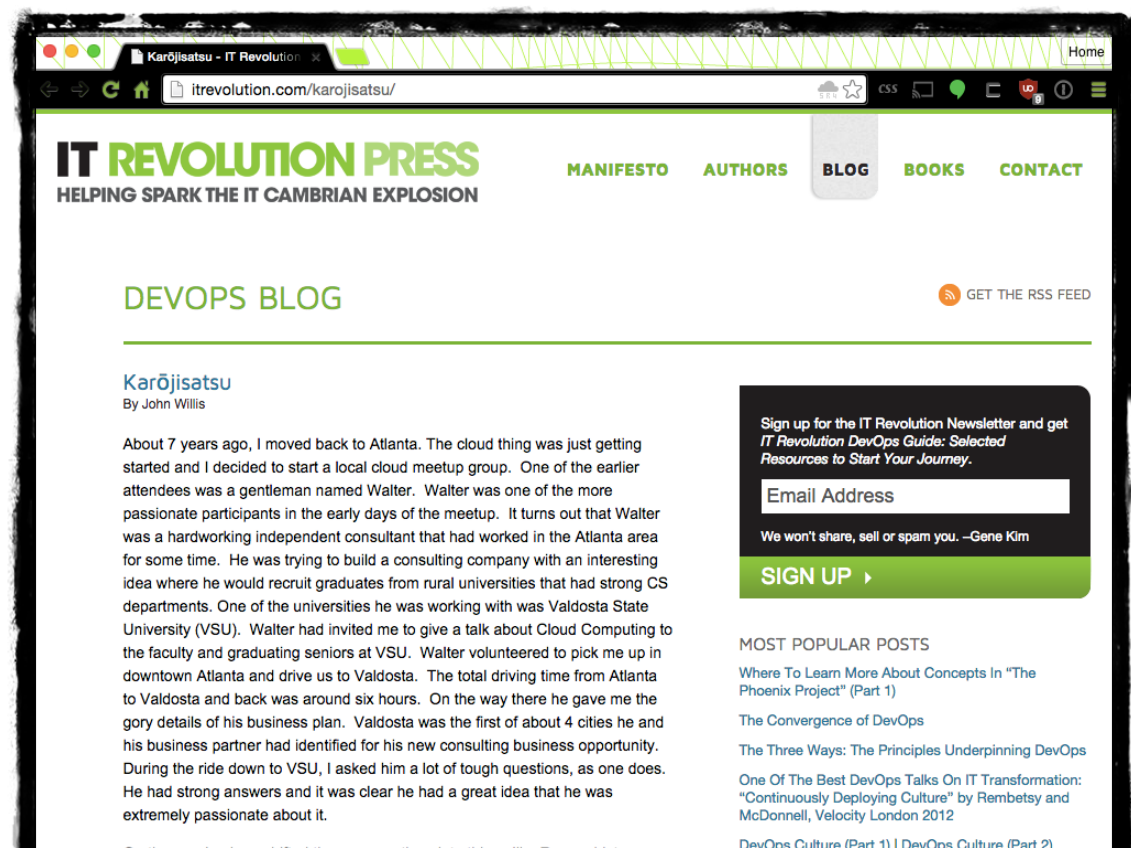 Karōjisatsu - IT Revolution
Home
itrevolution.com/karojisatsu/
CSS
9
IT REVOLUTION PRESS
HELPING SPARK THE IT CAMBRIAN EXPLOSION
MANIFESTO
AUTHORS
BLOG
BOOKS
CONTACT
DEVOPS BLOG
GET THE RSS FEED
Karōjisatsu
By John Willis
About 7 years ago, I moved back to Atlanta. The cloud thing was just getting
started and I decided to start a local cloud meetup group.  One of the earlier
attendees was a gentleman named Walter.  Walter was one of the more
passionate participants in the early days of the meetup.  It turns out that Walter
was a hardworking independent consultant that had worked in the Atlanta area
for some time.  He was trying to build a consulting company with an interesting
idea where he would recruit graduates from rural universities that had strong CS
departments. One of the universities he was working with was Valdosta State
University (VSU).  Walter had invited me to give a talk about Cloud Computing to
the faculty and graduating seniors at VSU.  Walter volunteered to pick me up in
downtown Atlanta and drive us to Valdosta.  The total driving time from Atlanta
to Valdosta and back was around six hours.  On the way there he gave me the
gory details of his business plan.  Valdosta was the first of about 4 cities he and
his business partner had identified for his new consulting business opportunity.
During the ride down to VSU, I asked him a lot of tough questions, as one does.
He had strong answers and it was clear he had a great idea that he was
extremely passionate about it.
Sign up for the IT Revolution Newsletter and get
IT Revolution DevOps Guide: Selected
Resources to Start Your Journey.
Email Address
We won't share, sell or spam you. –Gene Kim
SIGN UP
MOST POPULAR POSTS
Where To Learn More About Concepts In “The
Phoenix Project” (Part 1)
The Convergence of DevOps
The Three Ways: The Principles Underpinning DevOps
One Of The Best DevOps Talks On IT Transformation:
“Continuously Deploying Culture” by Rembetsy and
McDonnell, Velocity London 2012
DevOps Culture (Part 1) | DevOps Culture (Part 2)